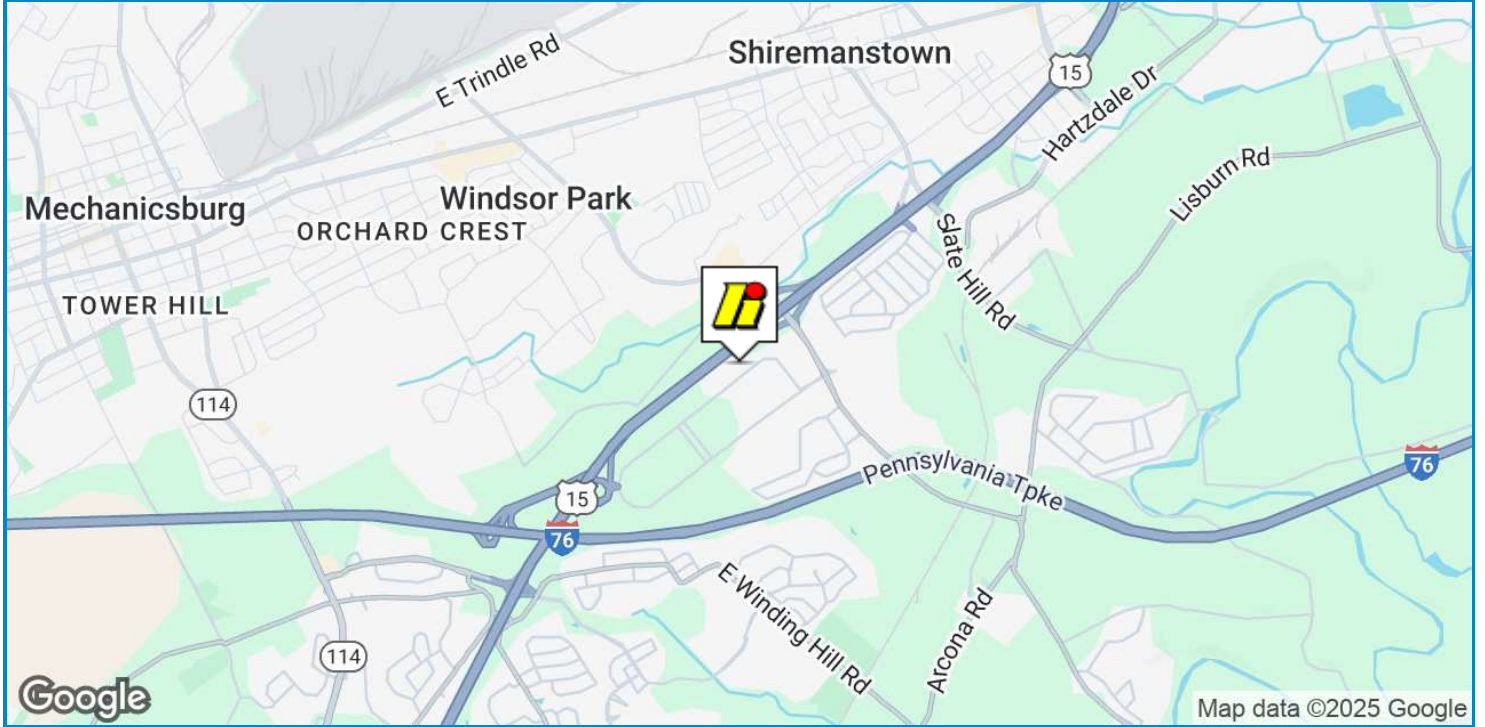 Shiremanstown
E Trindle Rd
15
Hartzdale Dr
Lisburn Rd
Mechanicsburg
Windsor Park
ORCHARD CREST
Slate Hill Rd
TOWER HILL
114
Pennsylvania Tpke
76
15
76
E Winding Hill Rd
Arcona Rd
114
Google
Map data ©2025 Google